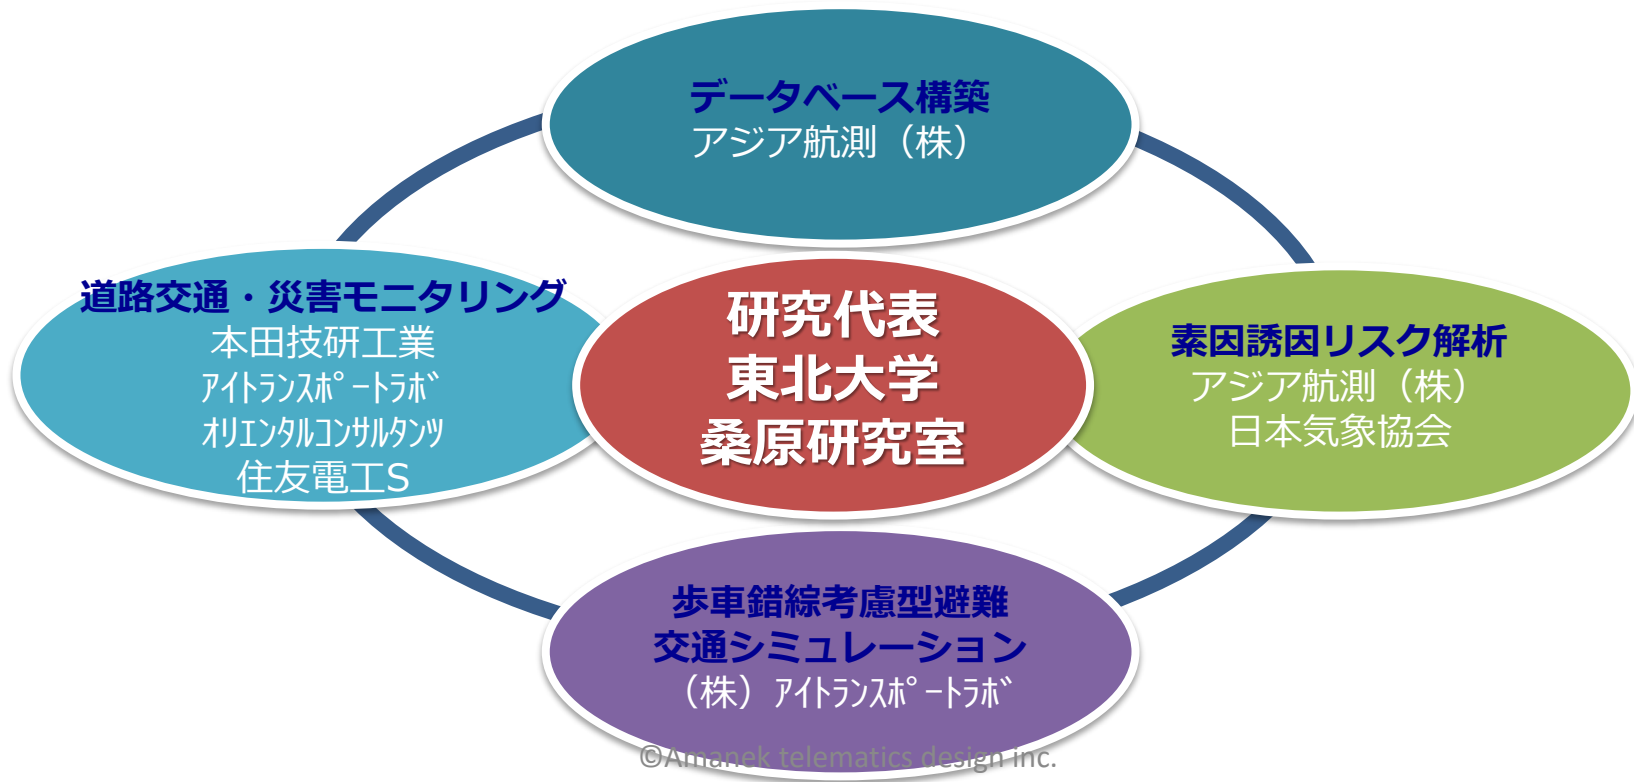 データベース構築
アジア航測（株）
道路交通・災害モニタリング
本田技研工業
ｱｲﾄﾗﾝｽﾎﾟｰﾄﾗﾎﾞ
ｵﾘｴﾝﾀﾙｺﾝｻﾙﾀﾝﾂ
住友電工S
研究代表
東北大学
桑原研究室
素因誘因リスク解析
アジア航測（株）
日本気象協会
歩車錯綜考慮型避難
交通シミュレーション
（株）ｱｲﾄﾗﾝｽﾎﾟｰﾄﾗﾎﾞ
©Amanek telematics design inc.